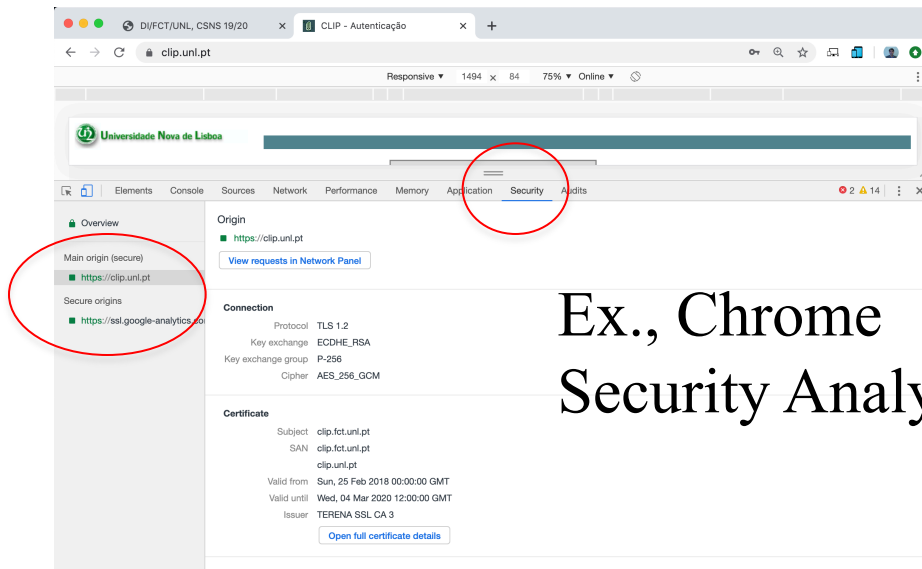 DI/FCT/UNL, CSNS 19/20
CLIP - Autenticação
clip.unl.pt
Responsive 1494 x 84 75% Online
Universidade Nova de Lisboa
Elements Console Sources Network Performance Memory Application Security Audits 2 14
Overview
Main origin (secure)
https://clip.unl.pt
Secure origins
https://ssl.google-analytics.co
Origin
https://clip.unl.pt
View requests in Network Panel
Connection
Protocol TLS 1.2
Key exchange ECDHE_RSA
Key exchange group P-256
Cipher AES_256_GCM
Certificate
Subject clip.fct.unl.pt
SAN clip.fct.unl.pt
clip.unl.pt
Valid from Sun, 25 Feb 2018 00:00:00 GMT
Valid until Wed, 04 Mar 2020 12:00:00 GMT
Issuer TERENA SSL CA 3
Open full certificate details
Ex., Chrome
Security Analy